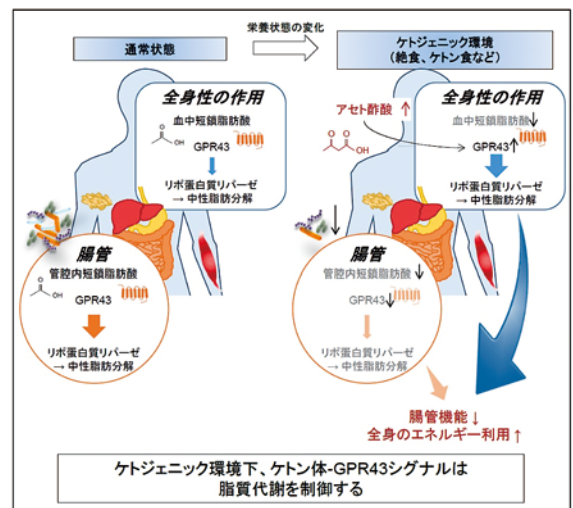 栄養状態の変化
通常状態
ケトジェニック環境
（絶食、ケトン食など）
全身性の作用
血中短鎖脂肪酸
OH
GPR43
リポ蛋白質リパーゼ
→ 中性脂肪分解
腸管
管腔内短鎖脂肪酸
OH
GPR43
リポ蛋白質リパーゼ
→ 中性脂肪分解
アセト酢酸 ↑
O O
OH
全身性の作用
血中短鎖脂肪酸↓
GPR43↑
リポ蛋白質リパーゼ
→ 中性脂肪分解
腸管
管腔内短鎖脂肪酸↓
GPR43↓
リポ蛋白質リパーゼ
→ 中性脂肪分解
腸管機能↓
全身のエネルギー利用↑
ケトジェニック環境下、ケトン体-GPR43シグナルは
脂質代謝を制御する